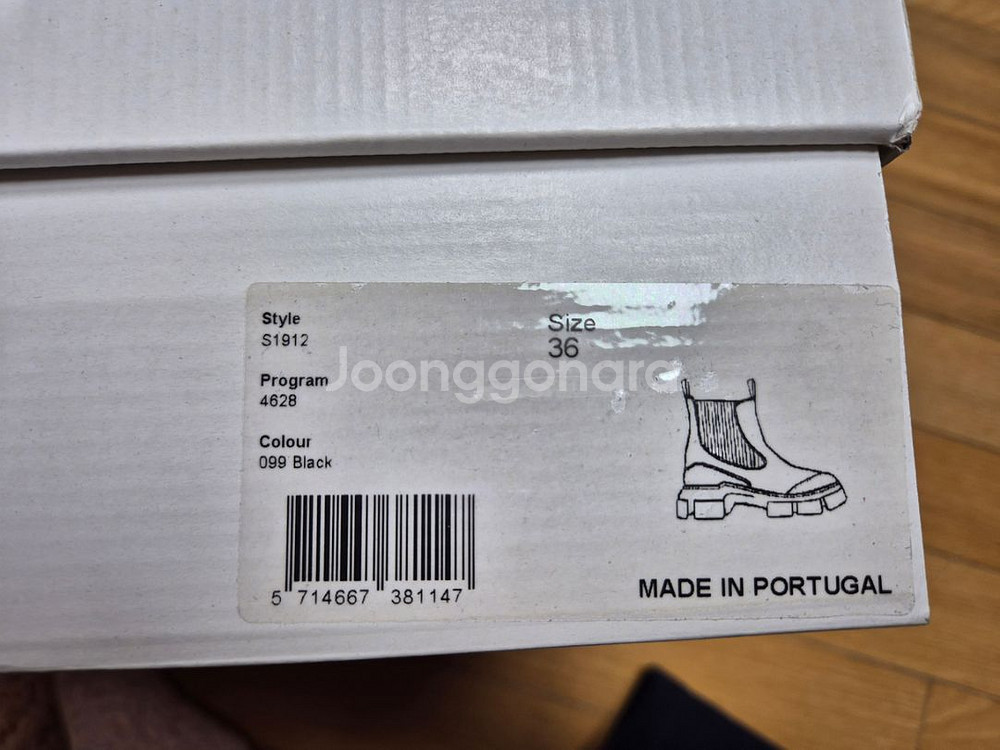 Style
S1912
Size
36
Program
4628
Joonggonara
Colour
099 Black
5 714667 381147
MADE IN PORTUGAL